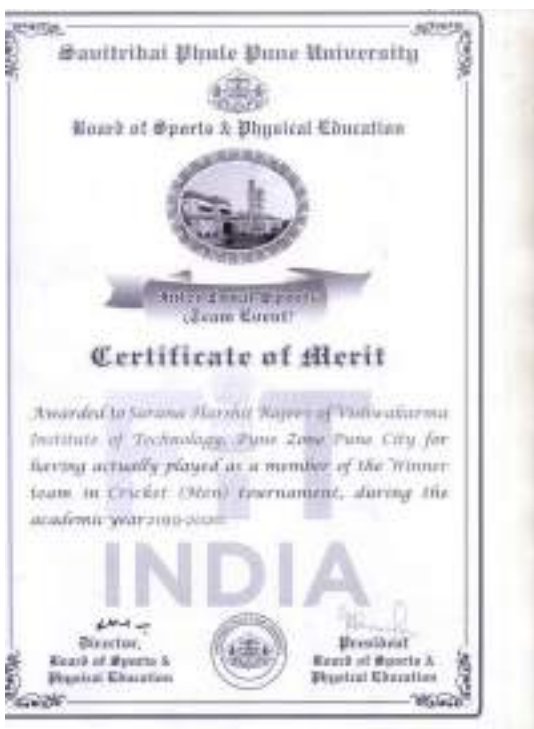 Savitribai Phule Pune University
Board of Sports & Physical Education
Inter Zonal Sports
(Team Event)
Certificate of Merit
Awarded to Surana Harshit Rajeev of Vishwakarma
Institute of Technology, Pune Zone Pune City for
having actually played as a member of the Winner
team in Cricket (Men) tournament, during the
academic year
FIT
INDIA
Director,
Board of Sports &
Physical Education
President
Board of Sports &
Physical Education